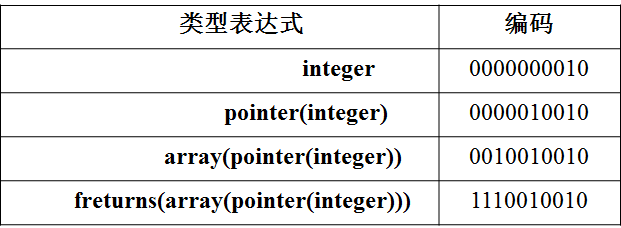 类型表达式 编码
integer 0000000010
pointer(integer) 0000010010
array(pointer(integer)) 0010010010
freturns(array(pointer(integer))) 1110010010